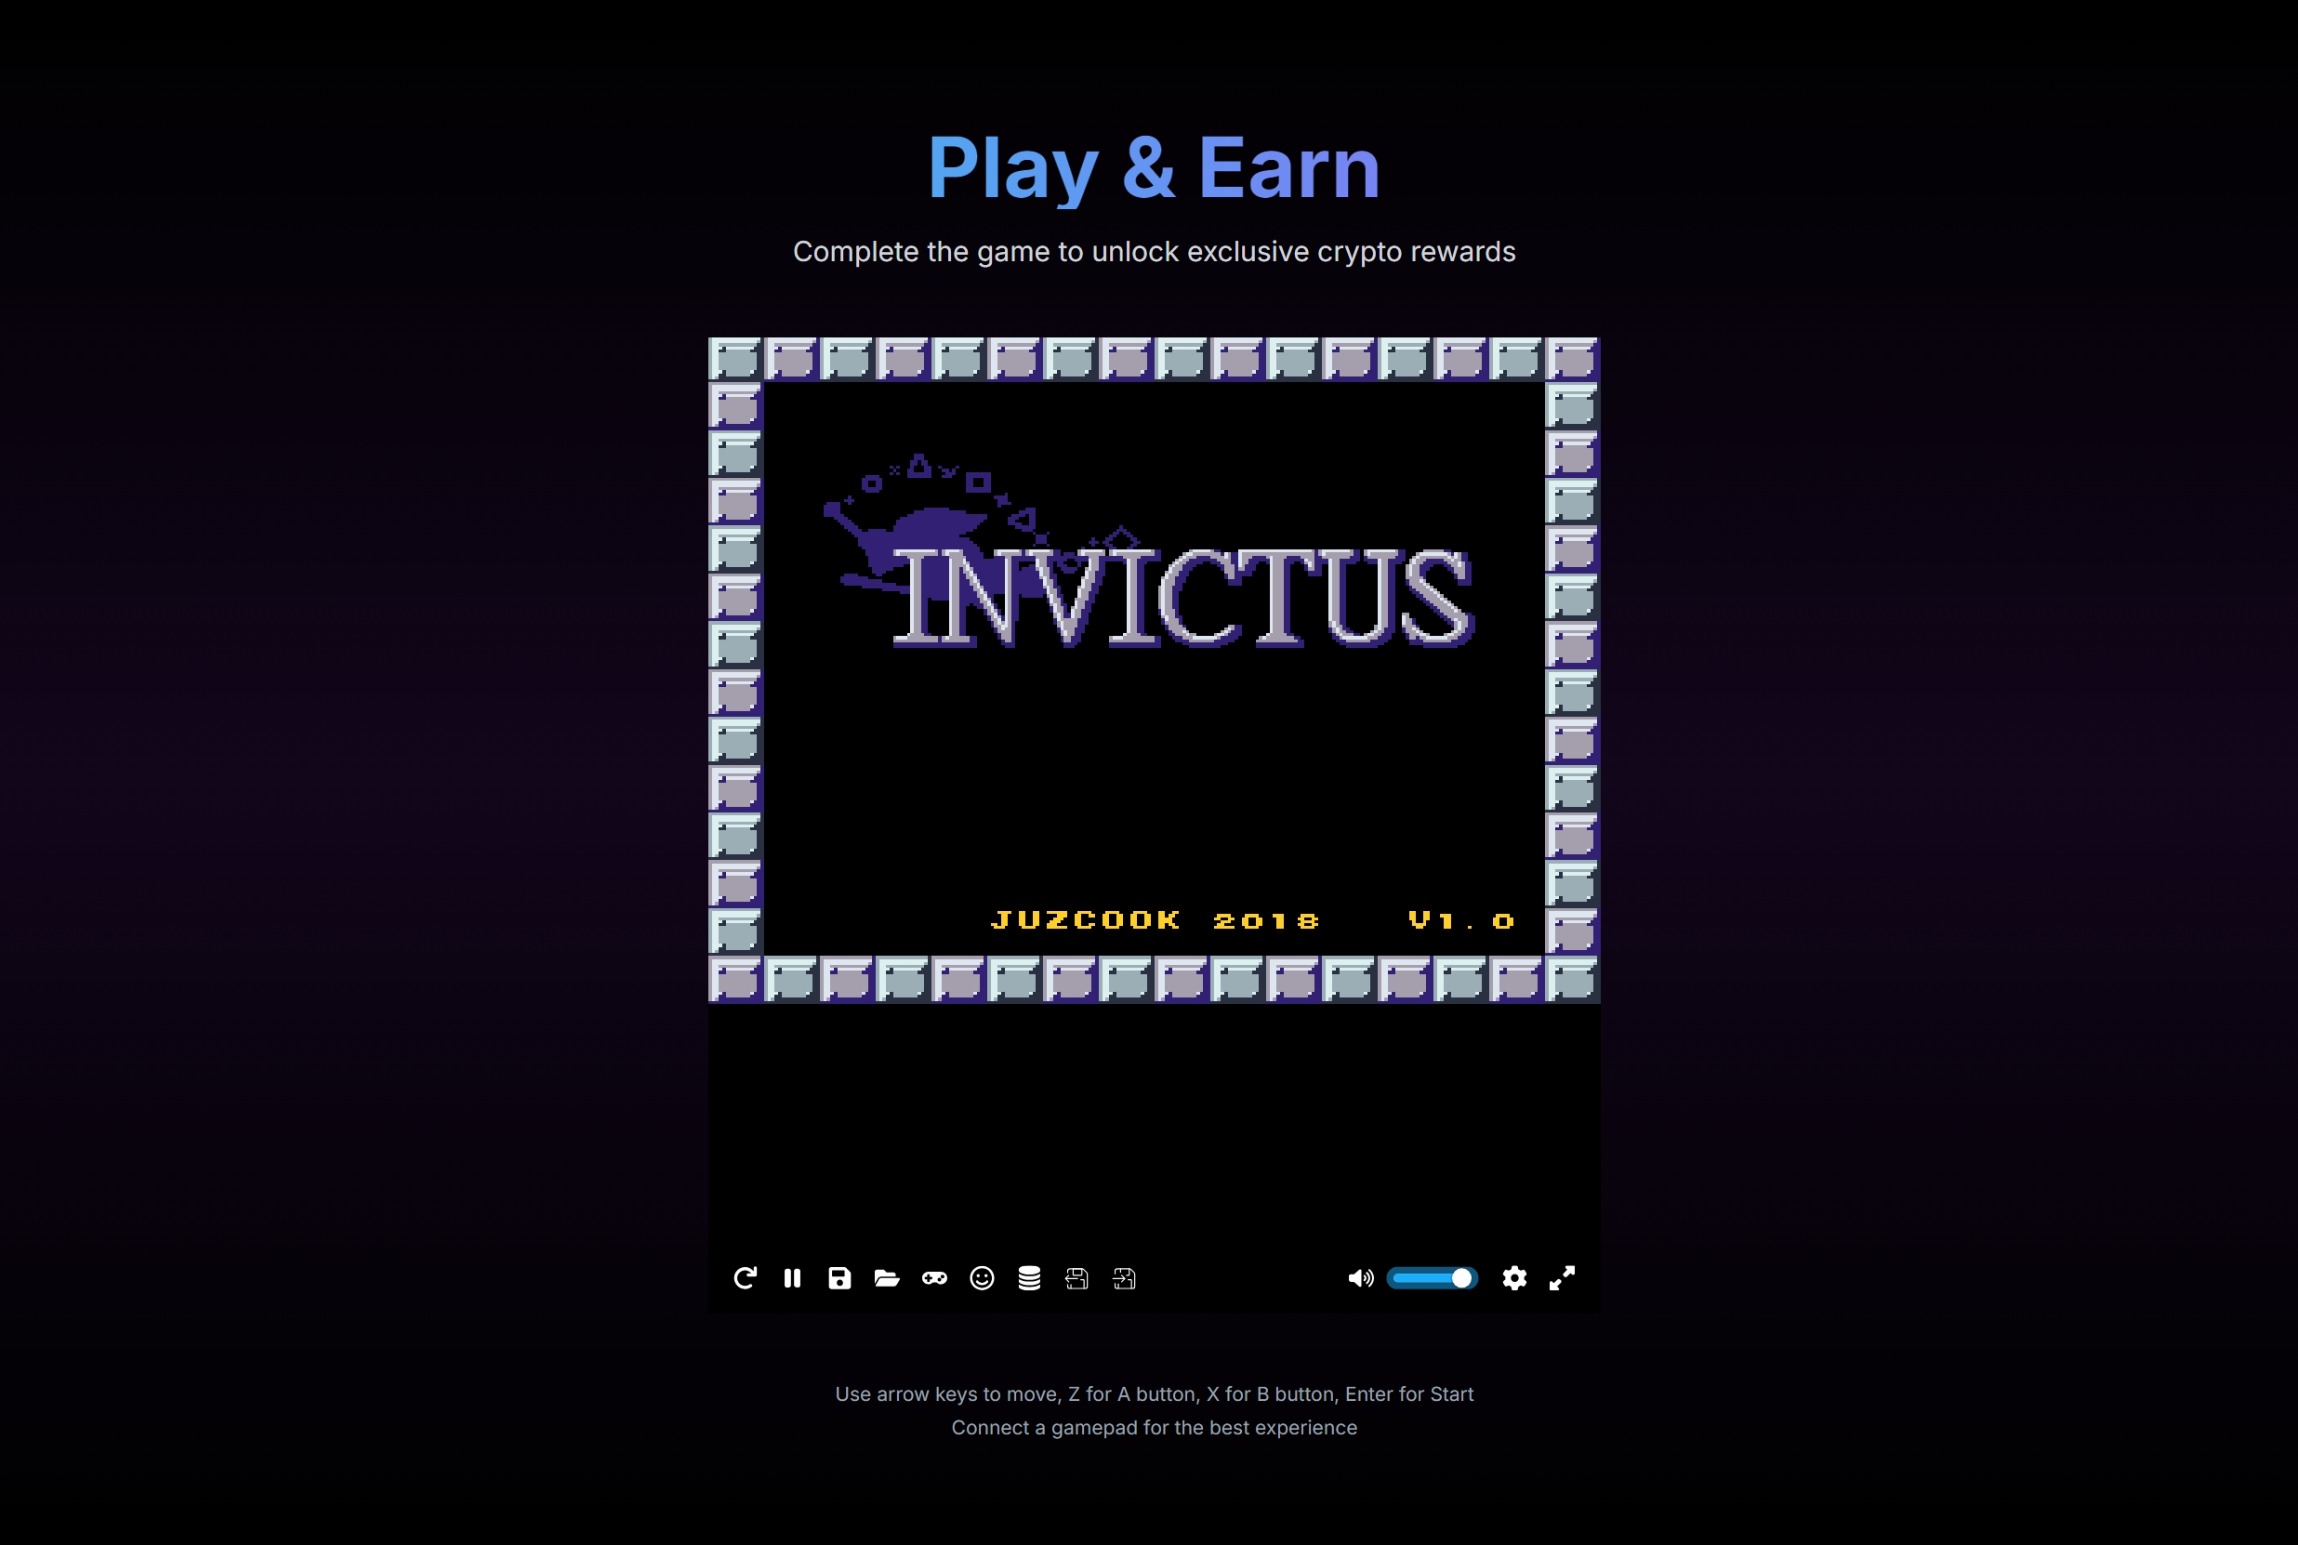 Play & Earn
Complete the game to unlock exclusive crypto rewards
INVICTUS
JUZCOOK 2018 V1.0
Use arrow keys to move, Z for A button, X for B button, Enter for Start
Connect a gamepad for the best experience